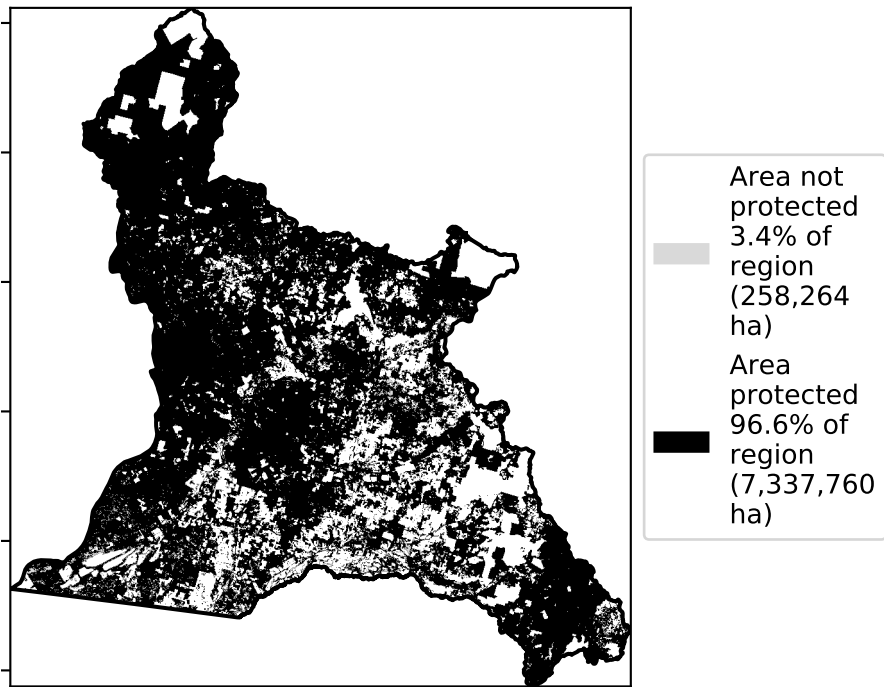 Area not
protected
3.4% of
region
(258,264
ha)
Area
protected
96.6% of
region
(7,337,760
ha)